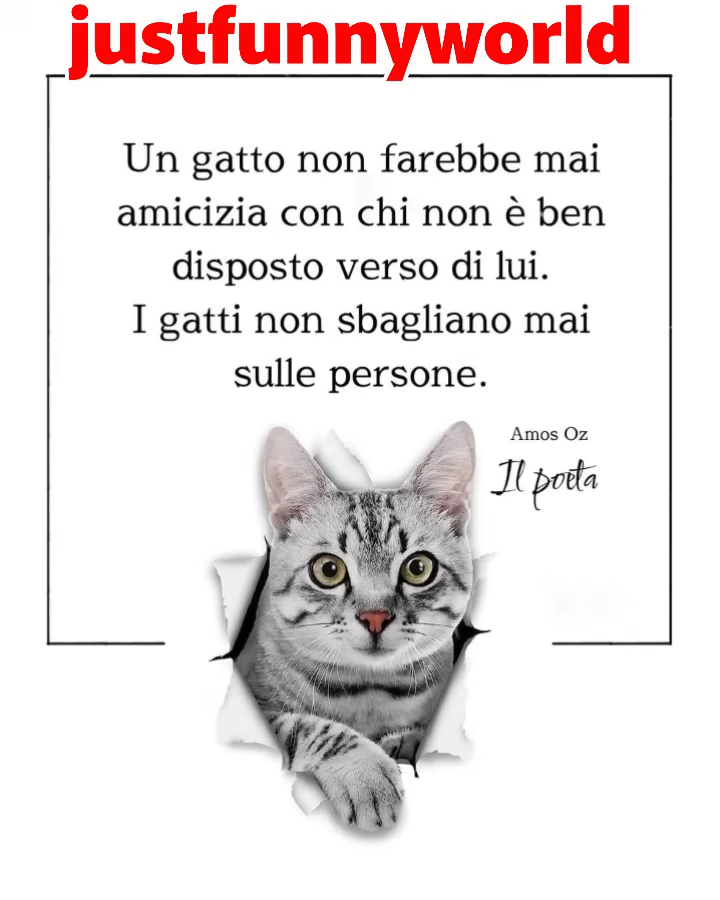 justfunnyworld
Un gatto non farebbe mai
amicizia con chi non è ben
disposto verso di lui.
I gatti non sbagliano mai
sulle persone.
Amos Oz
Il poeta